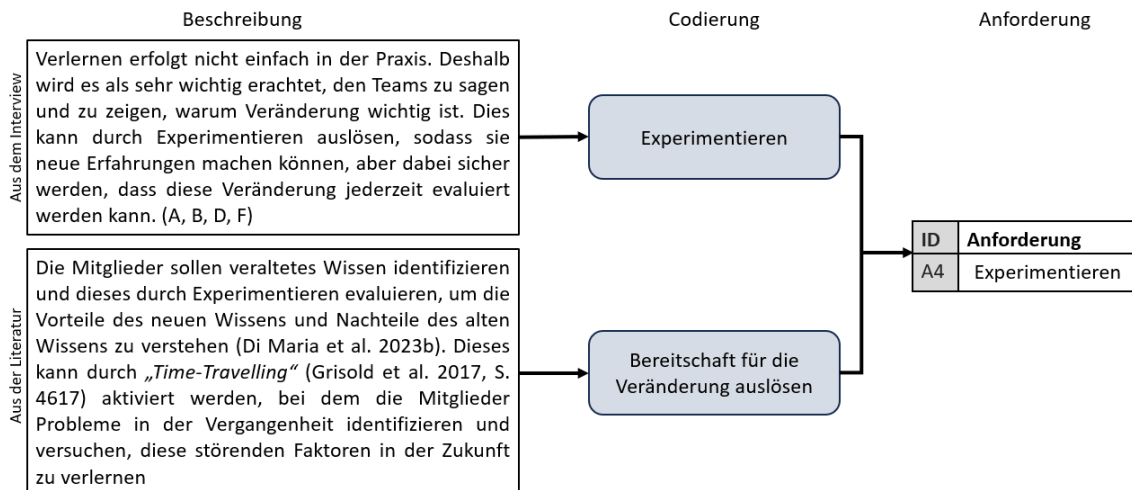 Beschreibung
Codierung
Anforderung
Aus dem Interview
Verlernen erfolgt nicht einfach in der Praxis. Deshalb
wird es als sehr wichtig erachtet, den Teams zu sagen
und zu zeigen, warum Veränderung wichtig ist. Dies
kann durch Experimentieren auslösen, sodass sie
neue Erfahrungen machen können, aber dabei sicher
werden, dass diese Veränderung jederzeit evaluiert
werden kann. (A, B, D, F)
Experimentieren
Aus der Literatur
Die Mitglieder sollen veraltetes Wissen identifizieren
und dieses durch Experimentieren evaluieren, um die
Vorteile des neuen Wissens und Nachteile des alten
Wissens zu verstehen (Di Maria et al. 2023b). Dieses
kann durch „Time-Travelling“ (Grisold et al. 2017, S.
4617) aktiviert werden, bei dem die Mitglieder
Probleme in der Vergangenheit identifizieren und
versuchen, diese störenden Faktoren in der Zukunft
zu verlernen
Bereitschaft für die
Veränderung auslösen
ID Anforderung
A4 Experimentieren